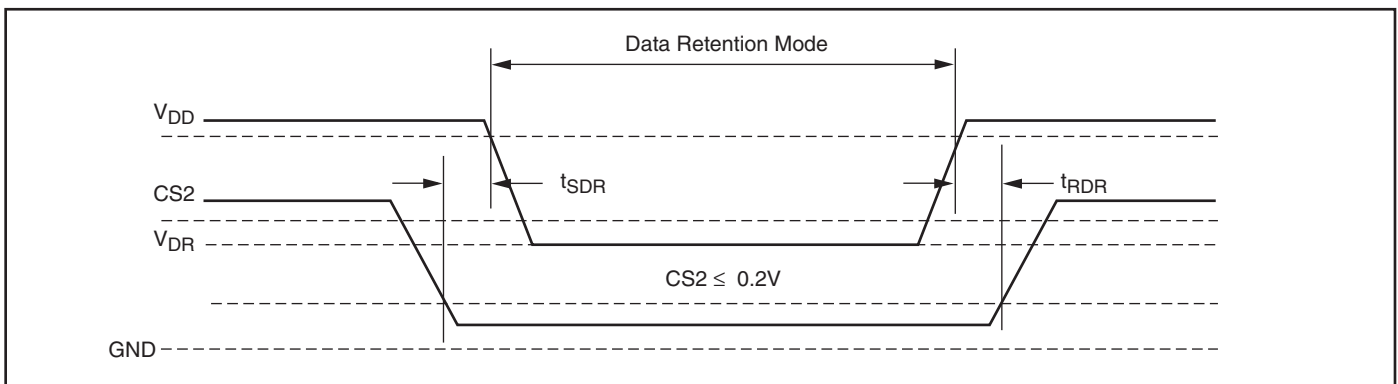 Data Retention Mode
VDD
tSDR
tRDR
CS2
VDR
CS2 ≤ 0.2V
GND